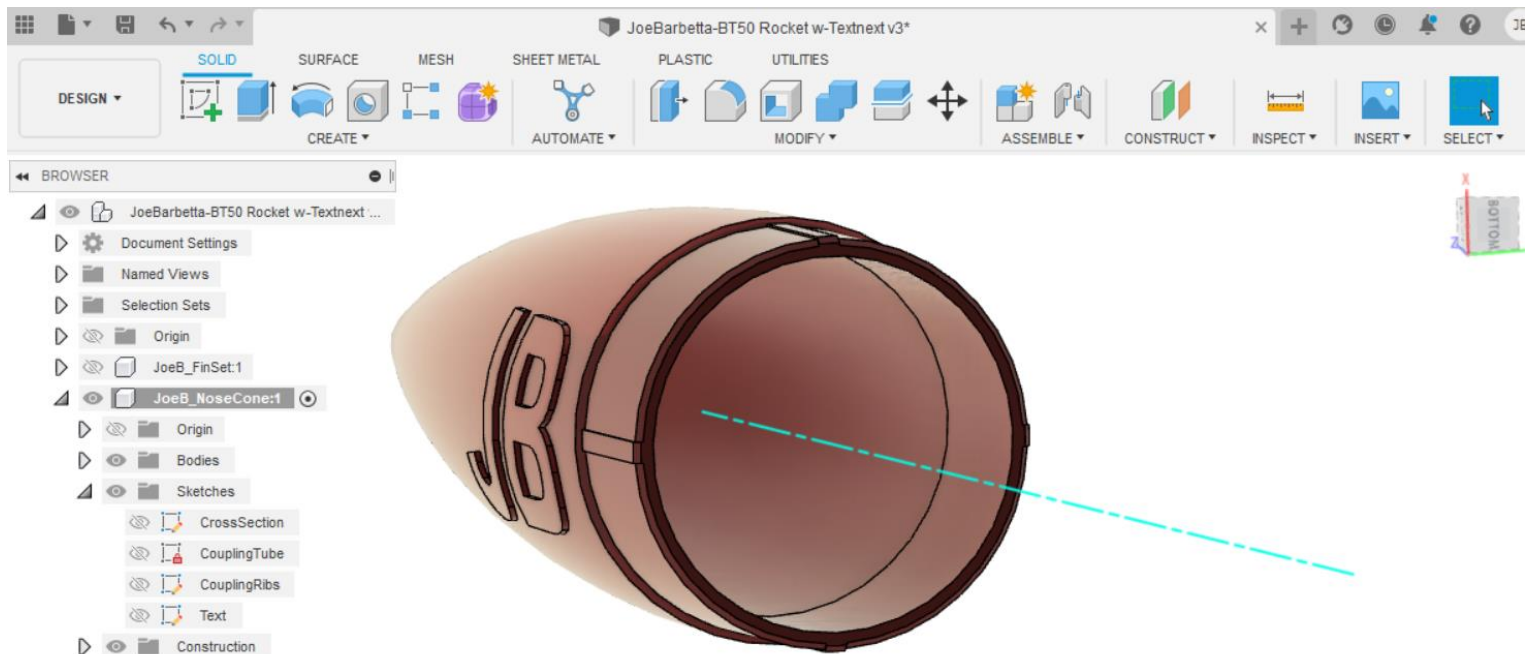 JoeBarbetta-BT50 Rocket w-Textnext v3*
JE
SOLID SURFACE MESH SHEET METAL PLASTIC UTILITIES
DESIGN
CREATE AUTOMATE MODIFY ASSEMBLE CONSTRUCT INSPECT INSERT SELECT
BROWSER
JoeBarbetta-BT50 Rocket w-Textnext ...
Document Settings
Named Views
Selection Sets
Origin
JoeB_FinSet:1
JoeB_NoseCone:1
Origin
Bodies
Sketches
CrossSection
CouplingTube
CouplingRibs
Text
Construction
JB
X
Z
BOTTOM